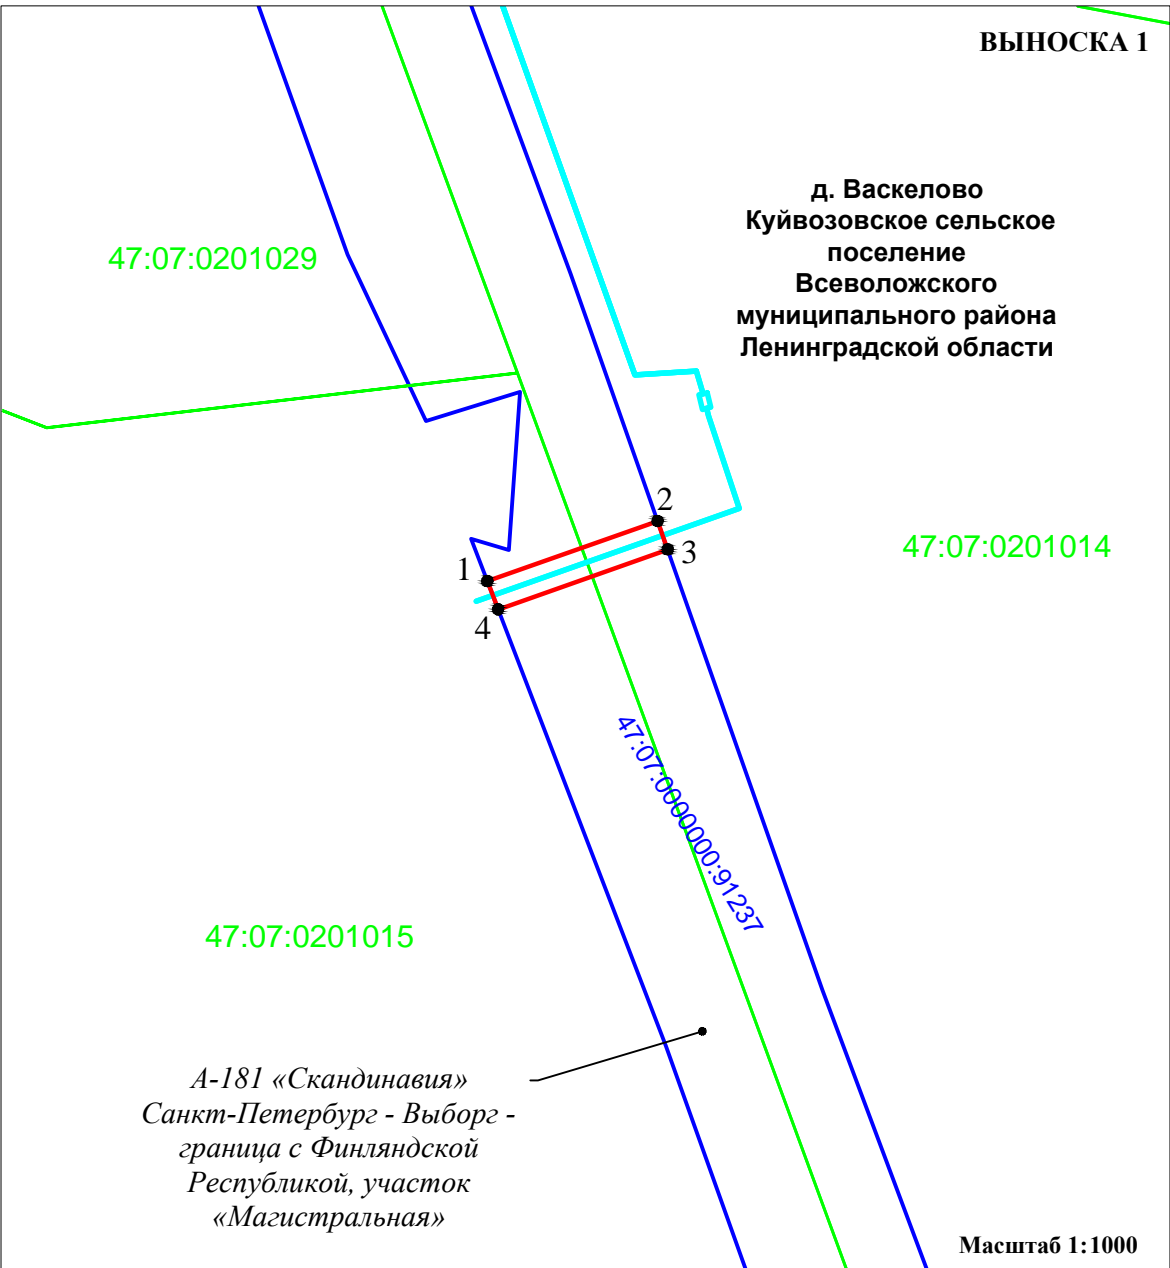 ВЫНОСКА 1
д. Васкелово
Куйвозовское сельское
поселение
Всеволожского
муниципального района
Ленинградской области
47:07:0201029
2
47:07:0201014
3
1
4
47:07:0000000:91237
47:07:0201015
А-181 «Скандинавия»
Санкт-Петербург - Выборг -
граница с Финляндской
Республикой, участок
«Магистральная»
Масштаб 1:1000